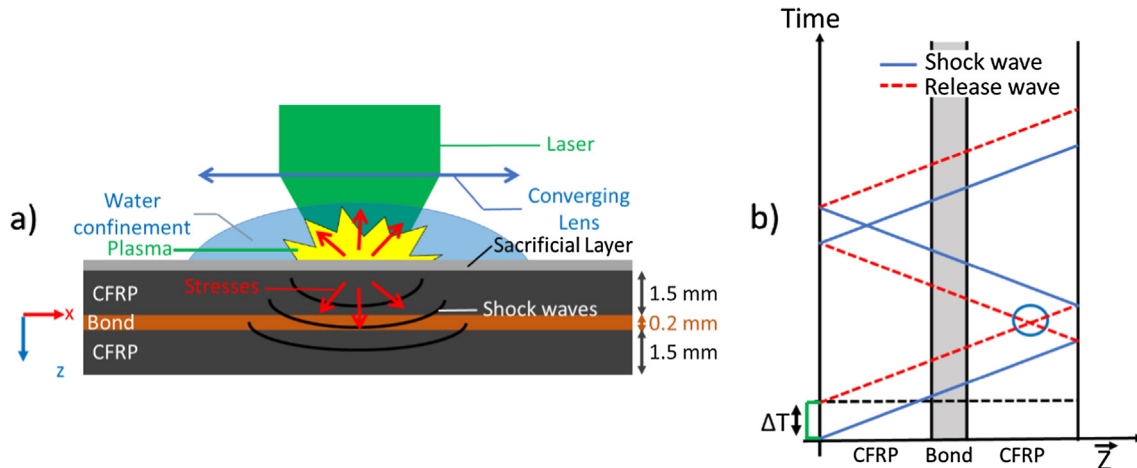 a)
Laser
Water
confinement
Converging
Lens
Plasma
Sacrificial Layer
CFRP
Stresses
Shock waves
1.5 mm
x
Bond
0.2 mm
z
CFRP
1.5 mm
b)
Time
Shock wave
Release wave
ΔT
CFRP
Bond
CFRP
Z